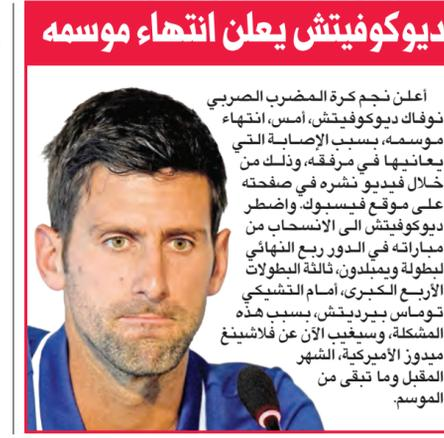 ديوكوفيتش يعلن انتهاء موسمه
أعلن نجم كرة المضرب الصربي
نوفاك ديوكوفيتش، أمس، انتهاء
موسمه، بسبب الإصابة التي
يعانيها في مرفقه، وذلك من
خلال فيديو نشره في صفحته
على موقع فيسبوك. واضطر
ديوكوفيتش الى الانسحاب من
مباراته في الدور ربع النهائي
لبطولة ويمبلدون، ثالثة البطولات
الأربع الكبرى، أمام التشيكي
توماس بيرديتش، بسبب هذه
المشكلة، وسيغيب الآن عن فلاشينغ
ميدوز الأميركية، الشهر
المقبل وما تبقى من
الموسم.